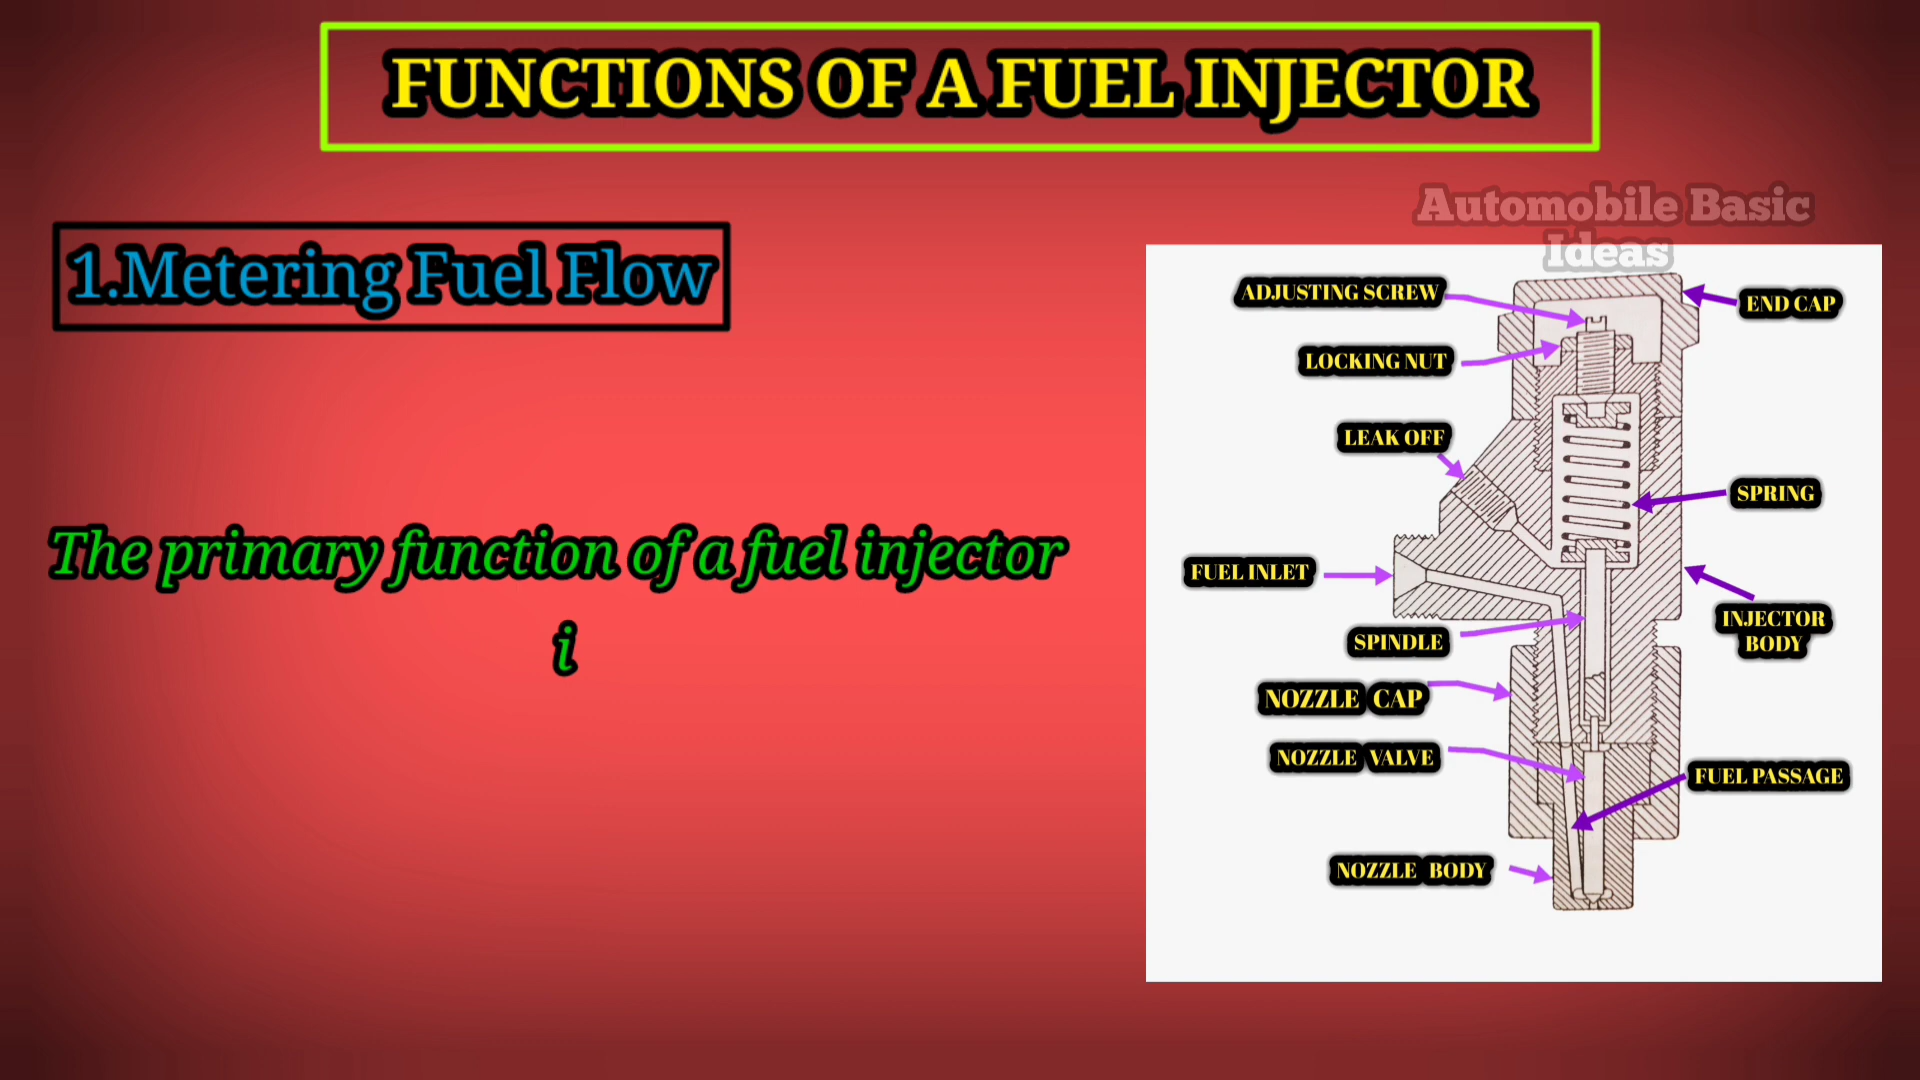 FUNCTIONS OF A FUEL INJECTOR
Automobile Basic
Ideas
1.Metering Fuel Flow
The primary function of a fuel injector
i
ADJUSTING SCREW
END CAP
LOCKING NUT
LEAK OFF
SPRING
FUEL INLET
INJECTOR
BODY
SPINDLE
NOZZLE CAP
NOZZLE VALVE
FUEL PASSAGE
NOZZLE BODY